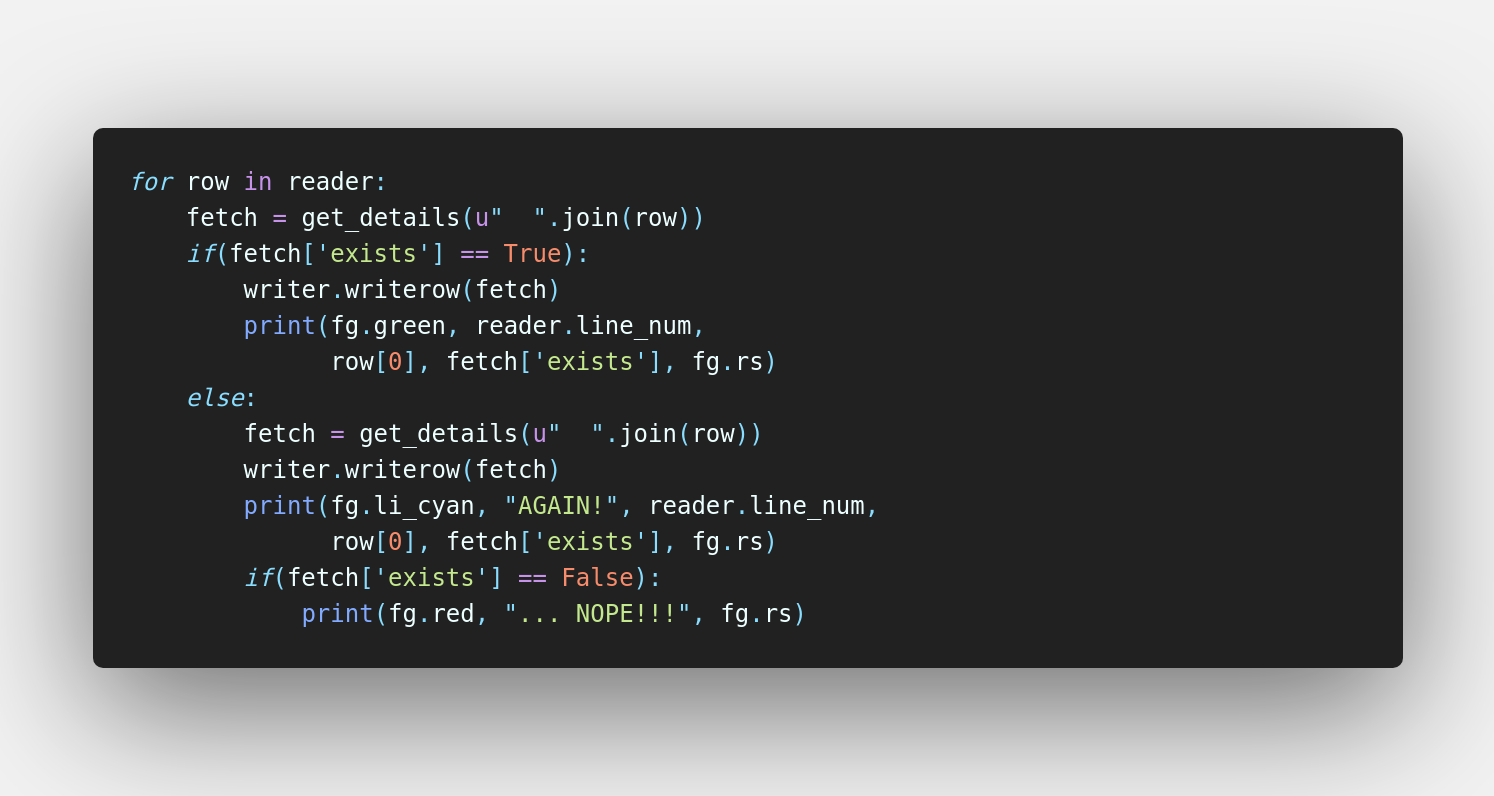 for row in reader:
    fetch = get_details(u"  ".join(row))
    if(fetch['exists'] == True):
        writer.writerow(fetch)
        print(fg.green, reader.line_num,
              row[0], fetch['exists'], fg.rs)
    else:
        fetch = get_details(u"  ".join(row))
        writer.writerow(fetch)
        print(fg.li_cyan, "AGAIN!", reader.line_num,
              row[0], fetch['exists'], fg.rs)
        if(fetch['exists'] == False):
            print(fg.red, "... NOPE!!!", fg.rs)